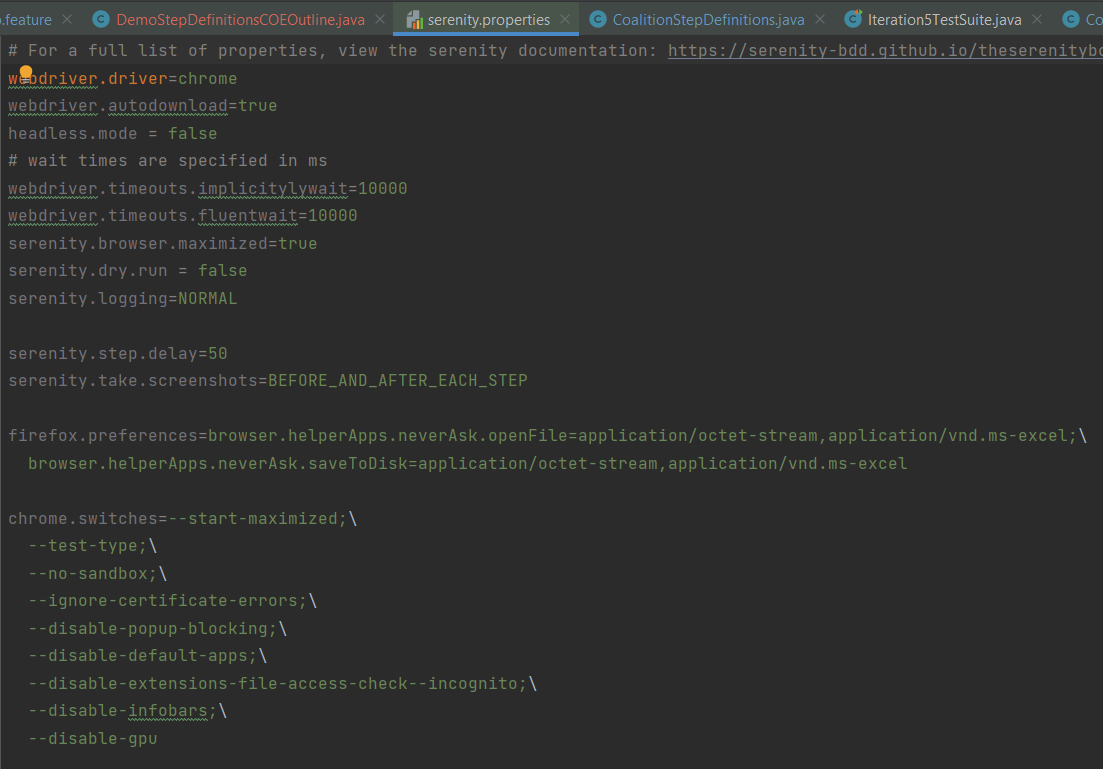 .feature DemoStepDefinitionsCOEOutline.java serenity.properties CoalitionStepDefinitions.java Iteration5TestSuite.java Co
# For a full list of properties, view the serenity documentation: https://serenity-bdd.github.io/theserenitybo
webdriver.driver=chrome
webdriver.autodownload=true
headless.mode = false
# wait times are specified in ms
webdriver.timeouts.implicitylywait=10000
webdriver.timeouts.fluentwait=10000
serenity.browser.maximized=true
serenity.dry.run = false
serenity.logging=NORMAL
serenity.step.delay=50
serenity.take.screenshots=BEFORE_AND_AFTER_EACH_STEP
firefox.preferences=browser.helperApps.neverAsk.openFile=application/octet-stream,application/vnd.ms-excel;\
browser.helperApps.neverAsk.saveToDisk=application/octet-stream,application/vnd.ms-excel
chrome.switches=--start-maximized;\
--test-type;\
--no-sandbox;\
--ignore-certificate-errors;\
--disable-popup-blocking;\
--disable-default-apps;\
--disable-extensions-file-access-check--incognito;\
--disable-infobars;\
--disable-gpu